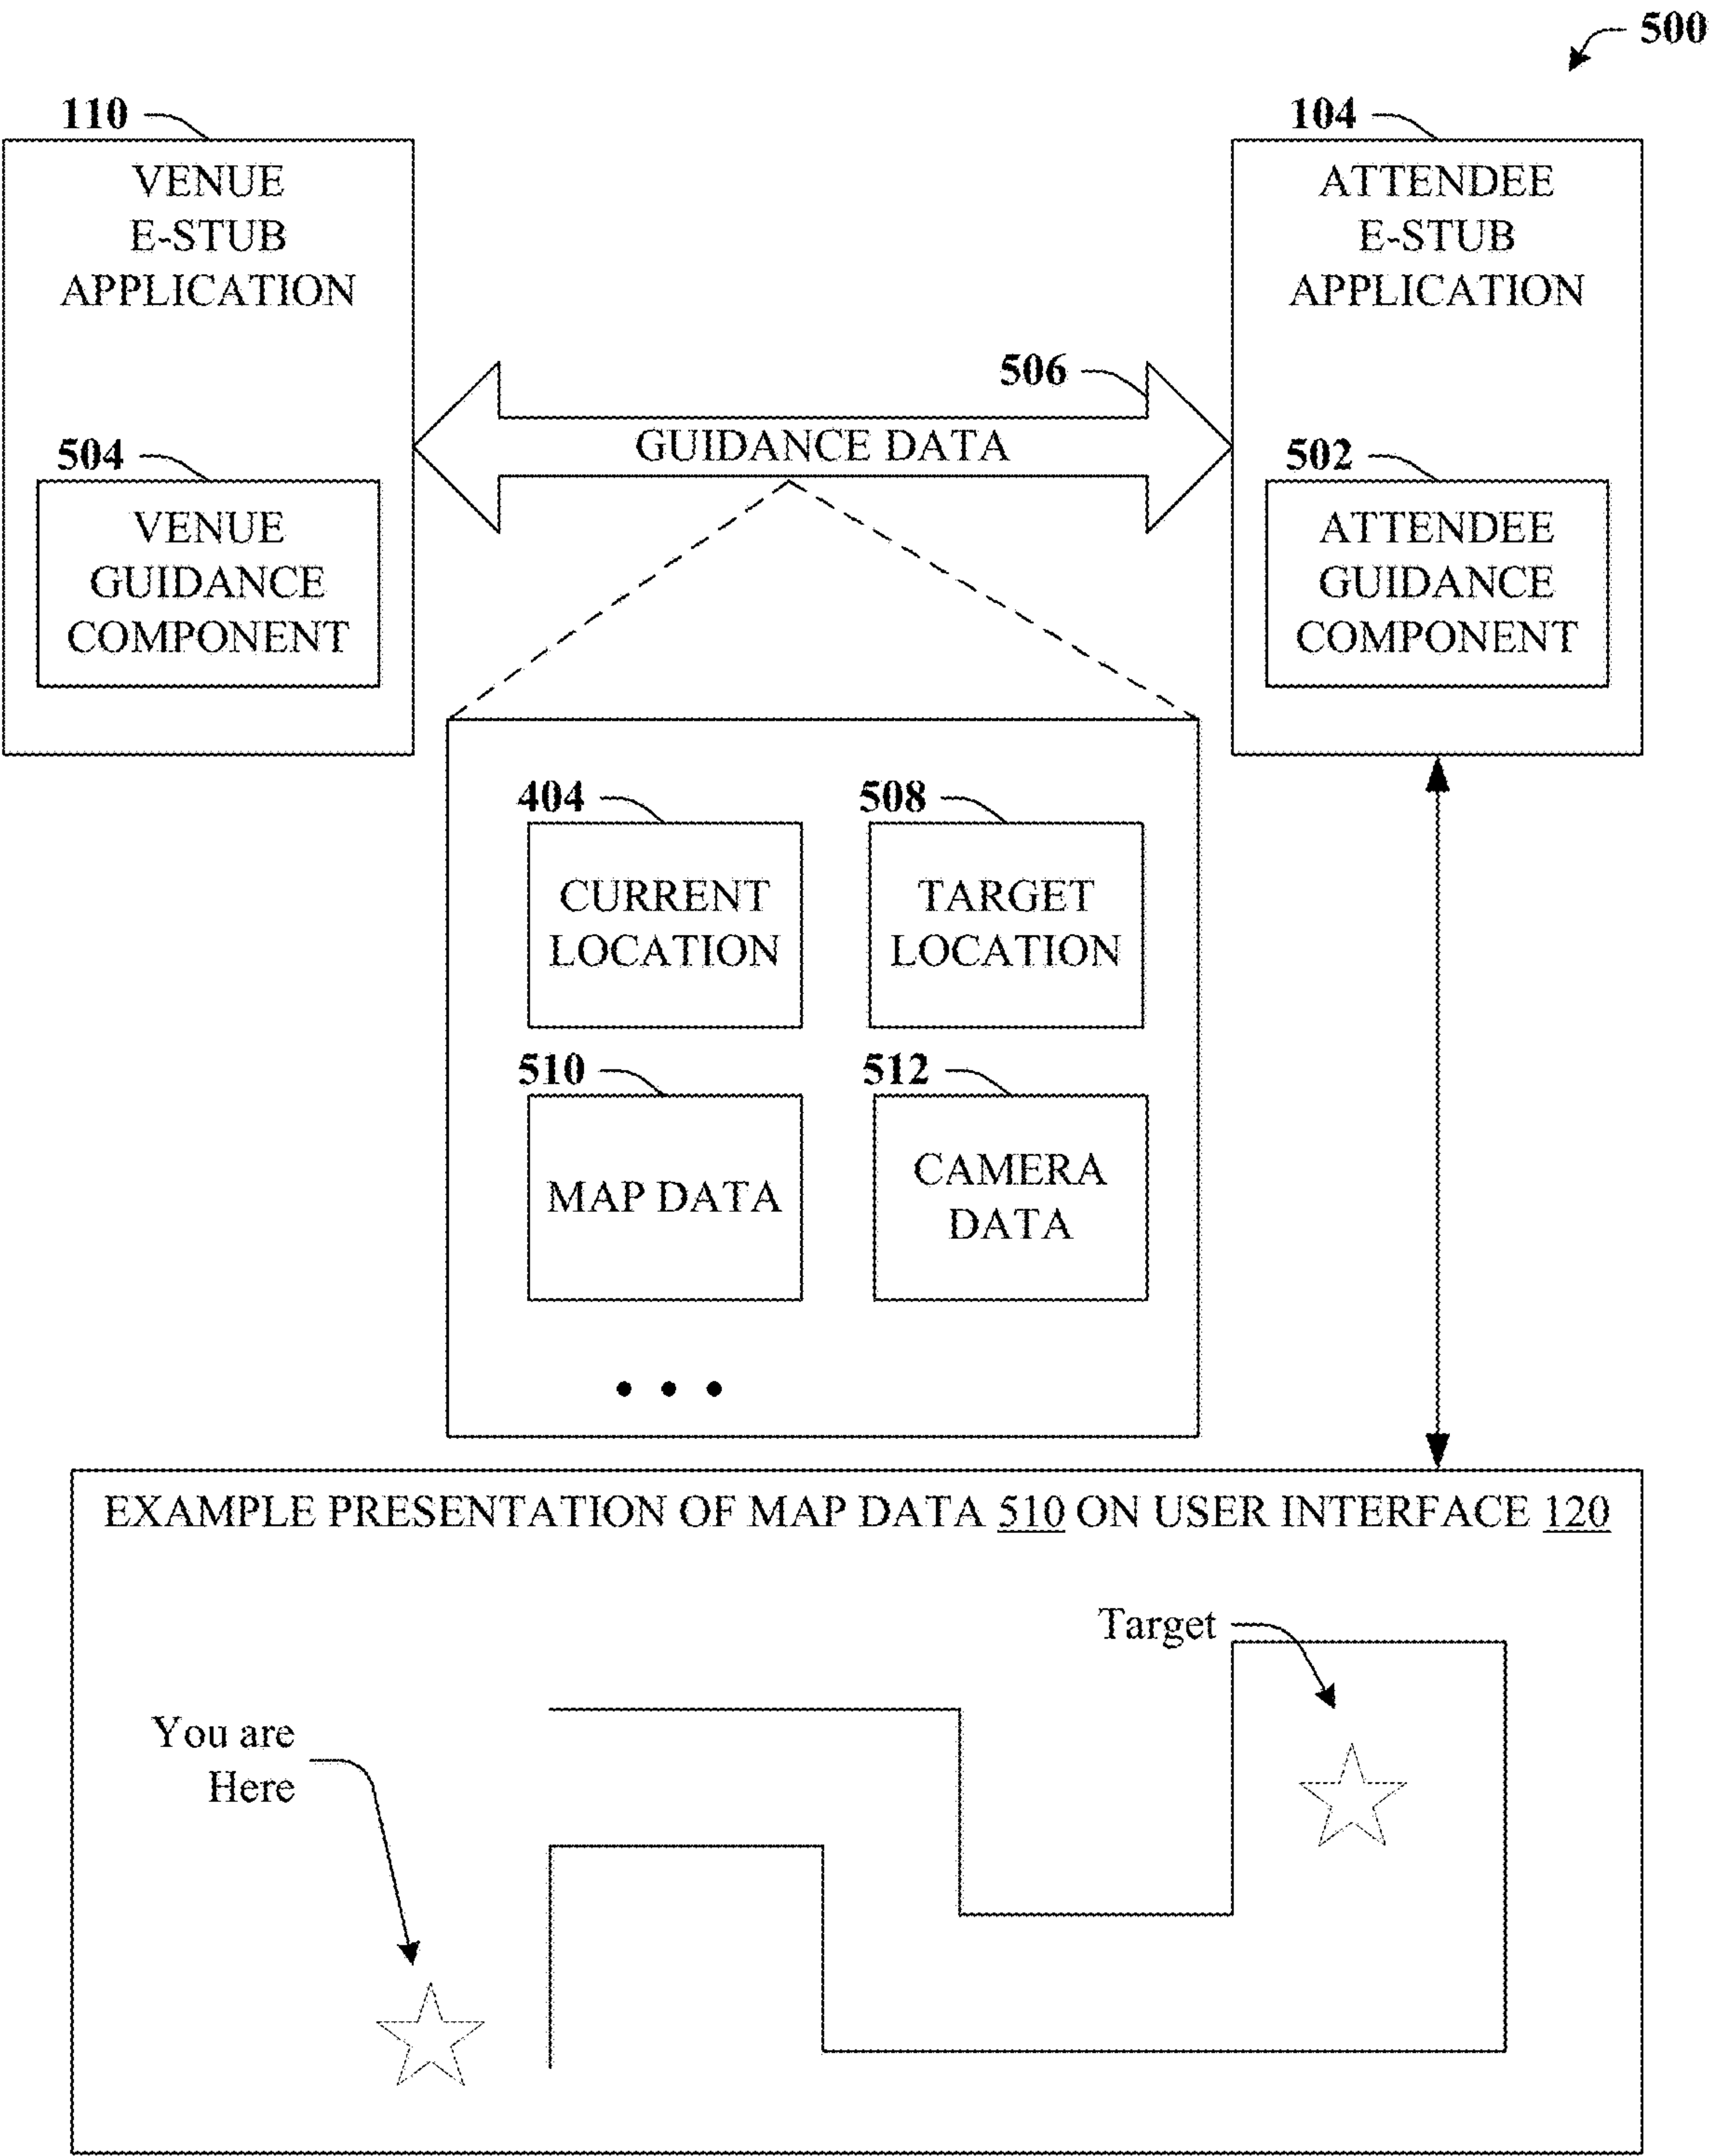 500
110
104
VENUE
E-STUB
APPLICATION
ATTENDEE
E-STUB
APPLICATION
506
GUIDANCE DATA
504
502
VENUE
GUIDANCE
COMPONENT
ATTENDEE
GUIDANCE
COMPONENT
404
508
CURRENT
LOCATION
TARGET
LOCATION
510
512
MAP DATA
CAMERA
DATA
• • •
EXAMPLE PRESENTATION OF MAP DATA 510 ON USER INTERFACE 120
Target
You are
Here